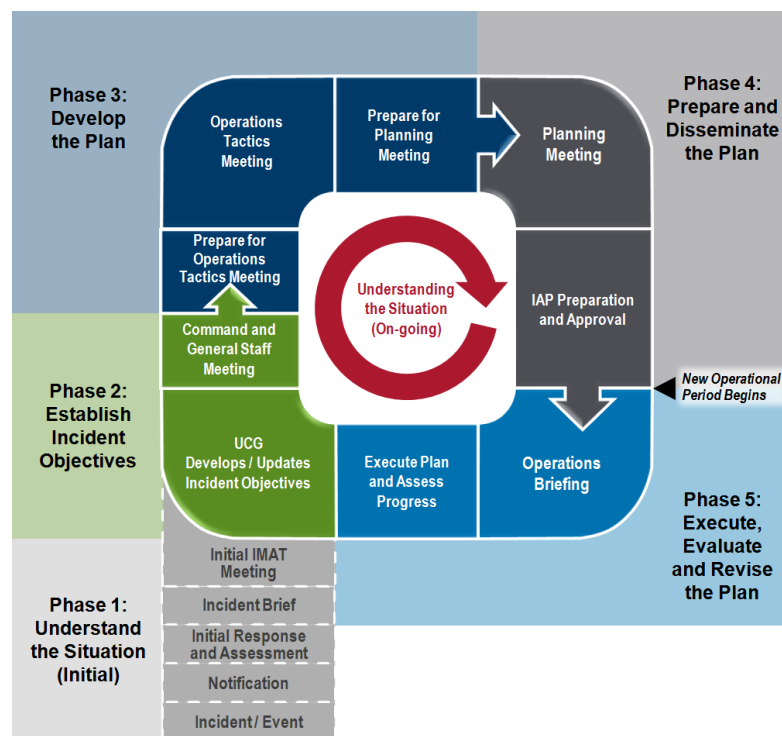 Phase 3:
Develop
the Plan
Operations
Tactics
Meeting
Prepare for
Planning
Meeting
Planning
Meeting
Phase 4:
Prepare and
Disseminate
the Plan
Prepare for
Operations
Tactics Meeting
Understanding
the Situation
(On-going)
IAP Preparation
and Approval
Command and
General Staff
Meeting
New Operational
Period Begins
Phase 2:
Establish
Incident
Objectives
UCG
Develops / Updates
Incident Objectives
Execute Plan
and Assess
Progress
Operations
Briefing
Phase 5:
Execute,
Evaluate
and Revise
the Plan
Phase 1:
Understand
the Situation
(Initial)
Initial IMAT
Meeting
Incident Brief
Initial Response
and Assessment
Notification
Incident / Event